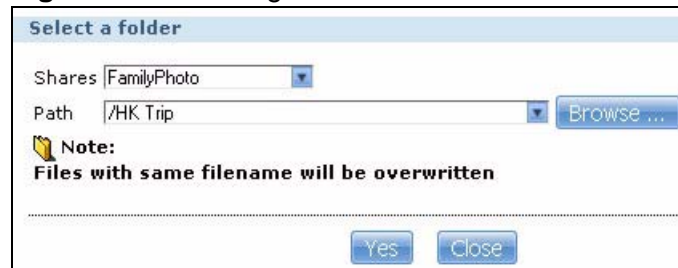 Select a folder
Shares FamilyPhoto
Path /HK Trip Browse ...
Note:
Files with same filename will be overwritten
Yes Close